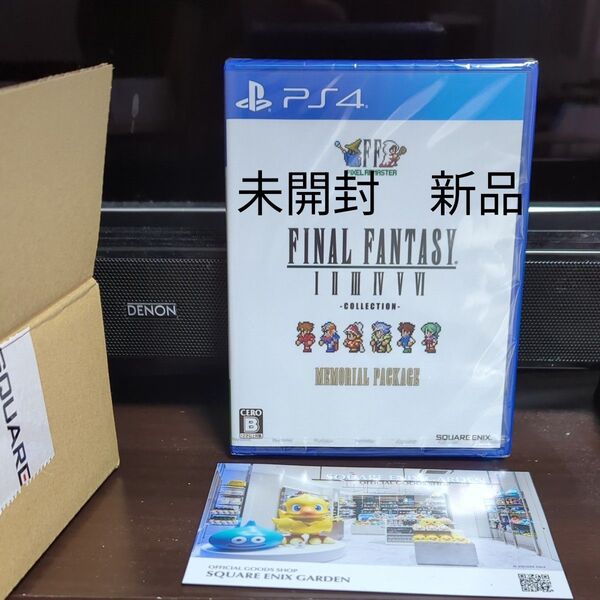 PS4
FF
PIXEL REMASTER
未開封 新品
FINAL FANTASY
I II III IV V VI
-COLLECTION-
MEMORIAL PACKAGE
CERO
B
SQUARE ENIX
DENON
SQUARE
OFFICIAL GOODS SHOP
SQUARE ENIX GARDEN